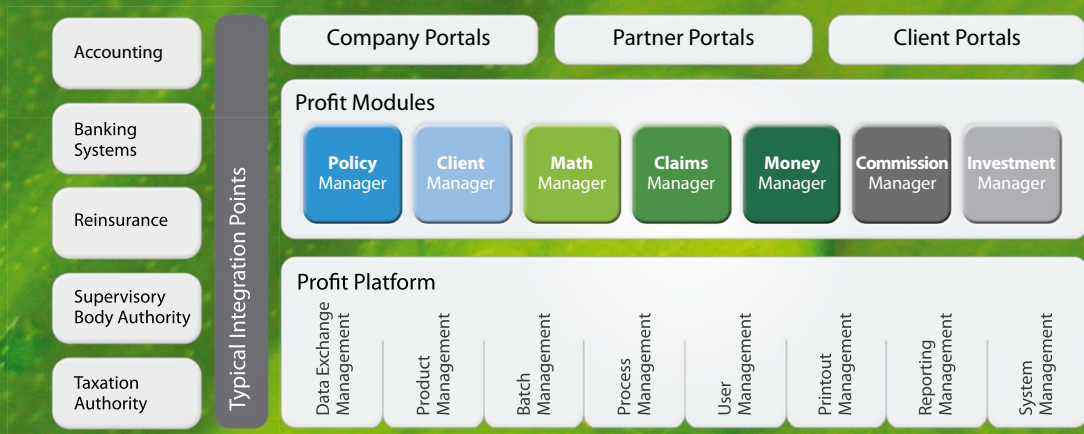 Accounting
Banking
Systems
Reinsurance
Supervisory
Body Authority
Taxation
Authority
Typical Integration Points
Company Portals
Partner Portals
Client Portals
Profit Modules
Policy
Manager
Client
Manager
Math
Manager
Claims
Manager
Money
Manager
Commission
Manager
Investment
Manager
Profit Platform
Data Exchange
Management
Product
Management
Batch
Management
Process
Management
User
Management
Printout
Management
Reporting
Management
System
Management